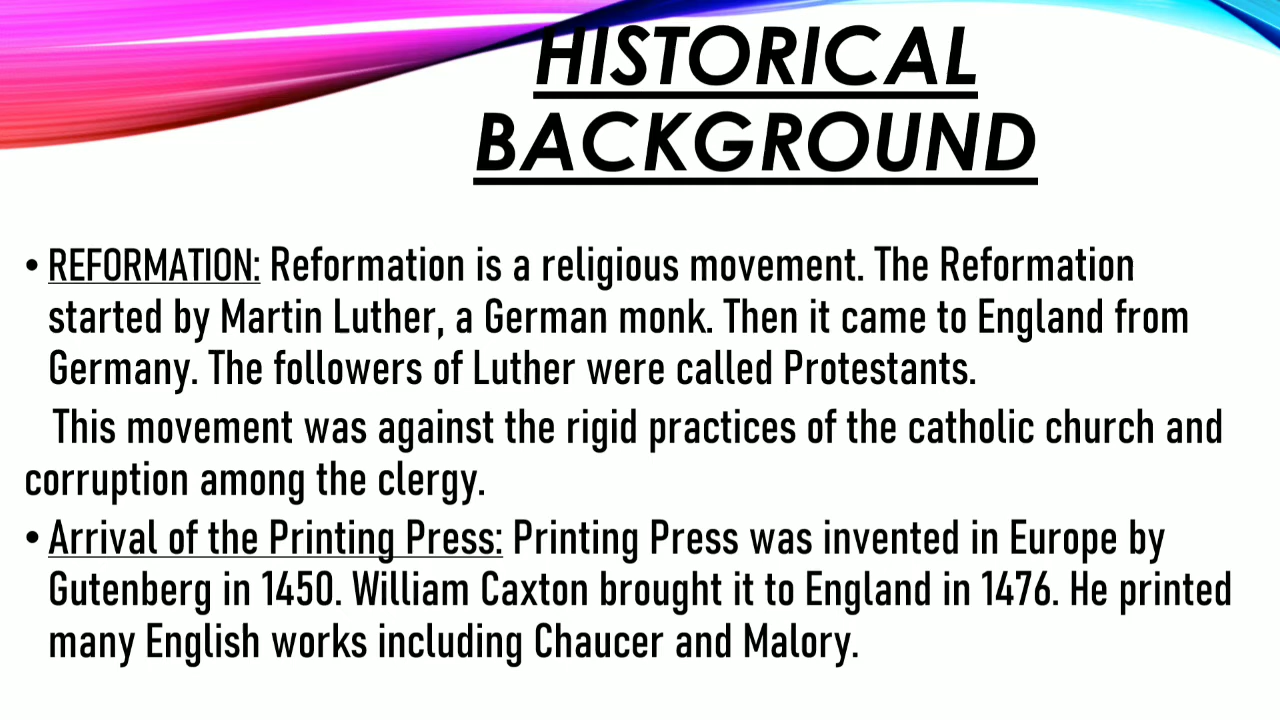 HISTORICAL
BACKGROUND
• REFORMATION: Reformation is a religious movement. The Reformation
started by Martin Luther, a German monk. Then it came to England from
Germany. The followers of Luther were called Protestants.
This movement was against the rigid practices of the catholic church and
corruption among the clergy.
• Arrival of the Printing Press: Printing Press was invented in Europe by
Gutenberg in 1450. William Caxton brought it to England in 1476. He printed
many English works including Chaucer and Malory.